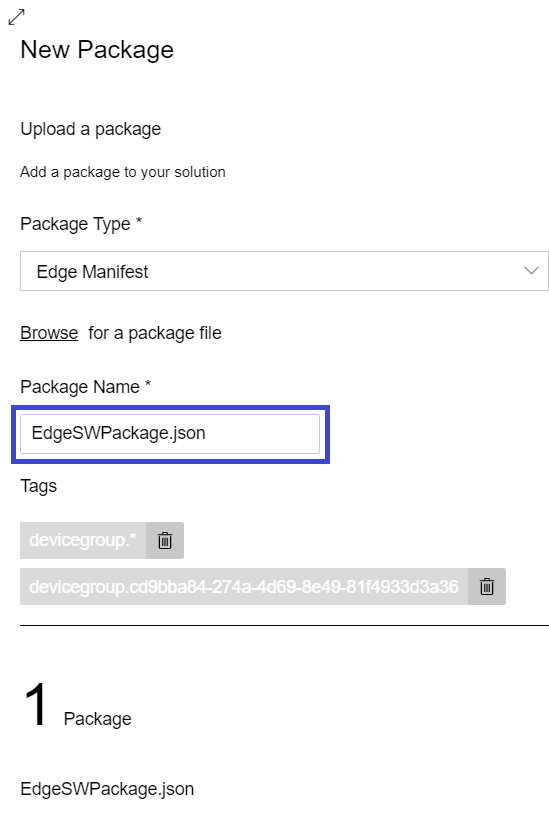 New Package
Upload a package
Add a package to your solution
Package Type *
Edge Manifest
Browse for a package file
Package Name *
EdgeSWPackage.json
Tags
devicegroup.*
devicegroup.cd9bba84-274a-4d69-8e49-81f4933d3a36
1 Package
EdgeSWPackage.json